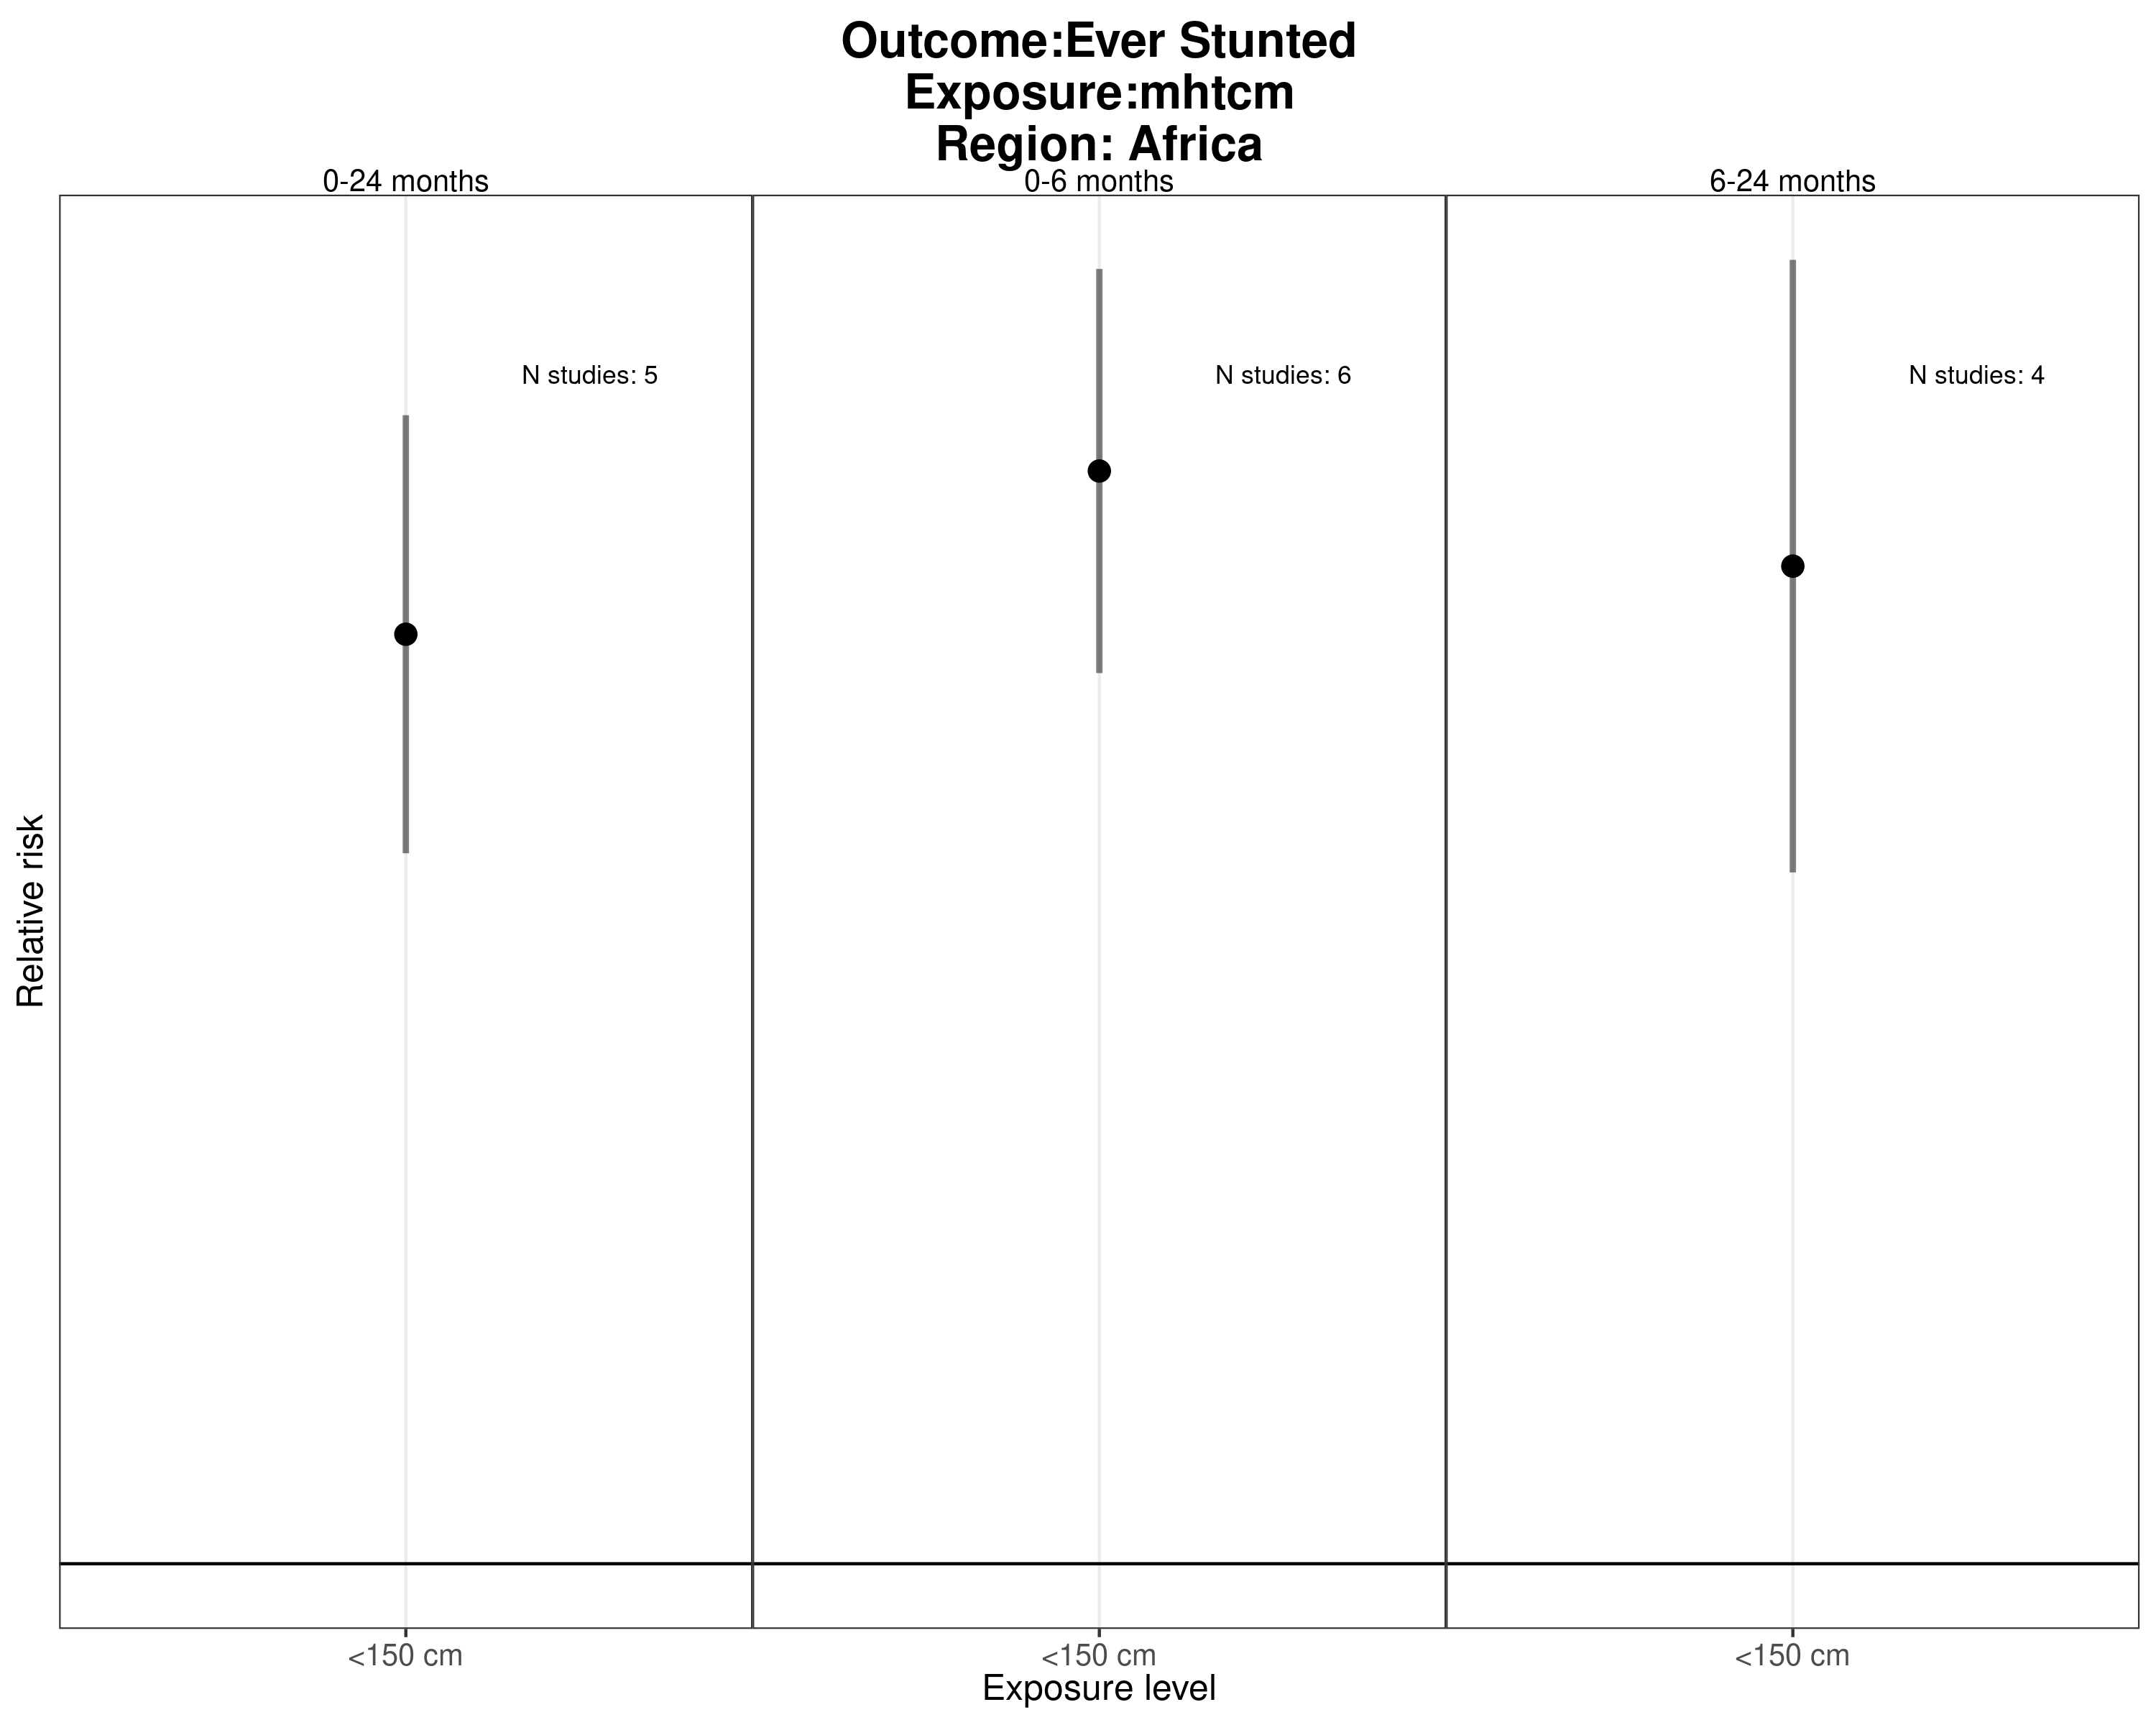 Outcome:Ever Stunted
Exposure:mhtcm
Region: Africa
0-24 months
0-6 months
6-24 months
N studies: 5
N studies: 6
N studies: 4
Relative risk
<150 cm
<150 cm
<150 cm
Exposure level